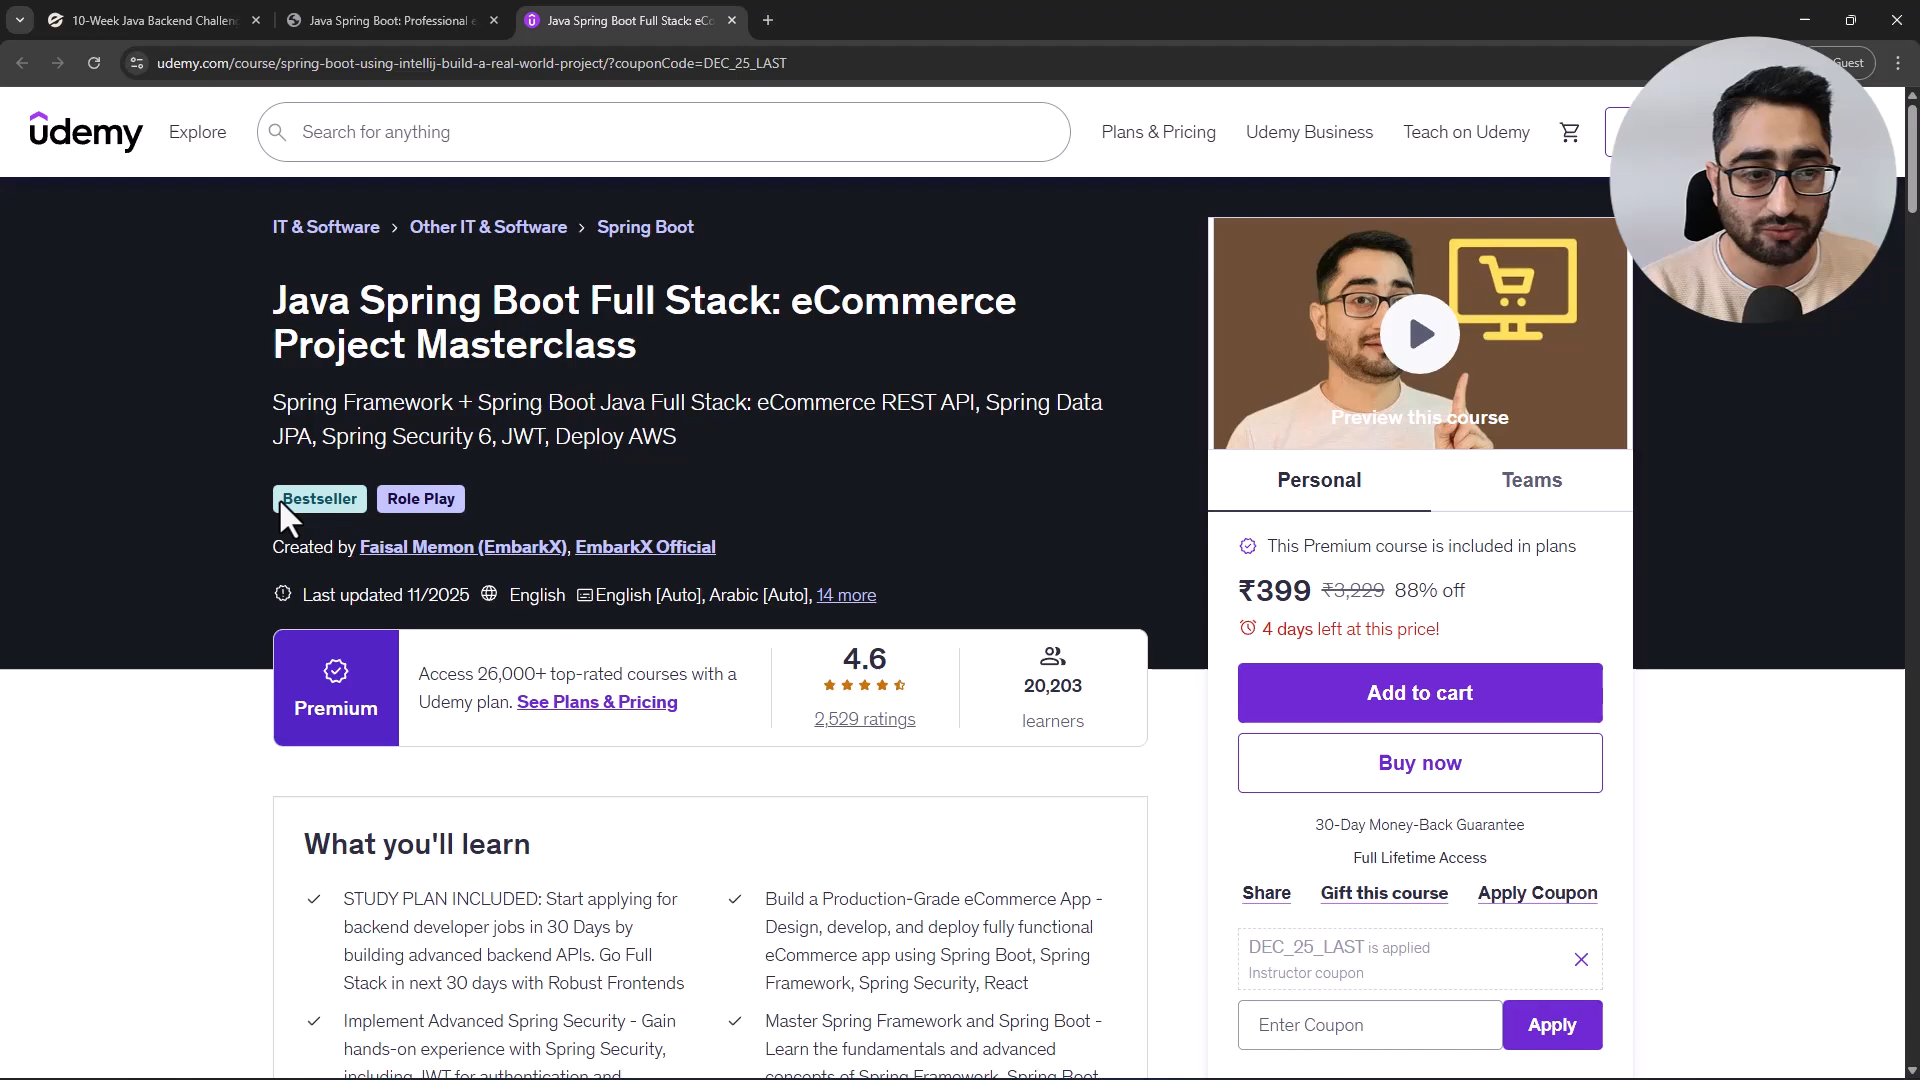 10-Week Java Backend Challen
Java Spring Boot: Professional e
Java Spring Boot Full Stack: eCo
udemy.com/course/spring-boot-using-intellij-build-a-real-world-project/?couponCode=DEC_25_LAST
Guest
udemy
Explore
Search for anything
Plans & Pricing
Udemy Business
Teach on Udemy
IT & Software > Other IT & Software > Spring Boot
Java Spring Boot Full Stack: eCommerce
Project Masterclass
Spring Framework + Spring Boot Java Full Stack: eCommerce REST API, Spring Data
JPA, Spring Security 6, JWT, Deploy AWS
Bestseller
Role Play
Created by Faisal Memon (EmbarkX), EmbarkX Official
Last updated 11/2025 English English [Auto], Arabic [Auto], 14 more
Premium
Access 26,000+ top-rated courses with a
Udemy plan. See Plans & Pricing
4.6
2,529 ratings
20,203
learners
What you'll learn
STUDY PLAN INCLUDED: Start applying for
backend developer jobs in 30 Days by
building advanced backend APIs. Go Full
Stack in next 30 days with Robust Frontends
Build a Production-Grade eCommerce App -
Design, develop, and deploy fully functional
eCommerce app using Spring Boot, Spring
Framework, Spring Security, React
Implement Advanced Spring Security - Gain
hands-on experience with Spring Security,
including JWT for authentication and
Master Spring Framework and Spring Boot -
Learn the fundamentals and advanced
concepts of Spring Framework, Spring Boot
Preview this course
Personal
Teams
This Premium course is included in plans
₹399 ₹3,229 88% off
4 days left at this price!
Add to cart
Buy now
30-Day Money-Back Guarantee
Full Lifetime Access
Share
Gift this course
Apply Coupon
DEC_25_LAST is applied
Instructor coupon
Enter Coupon
Apply